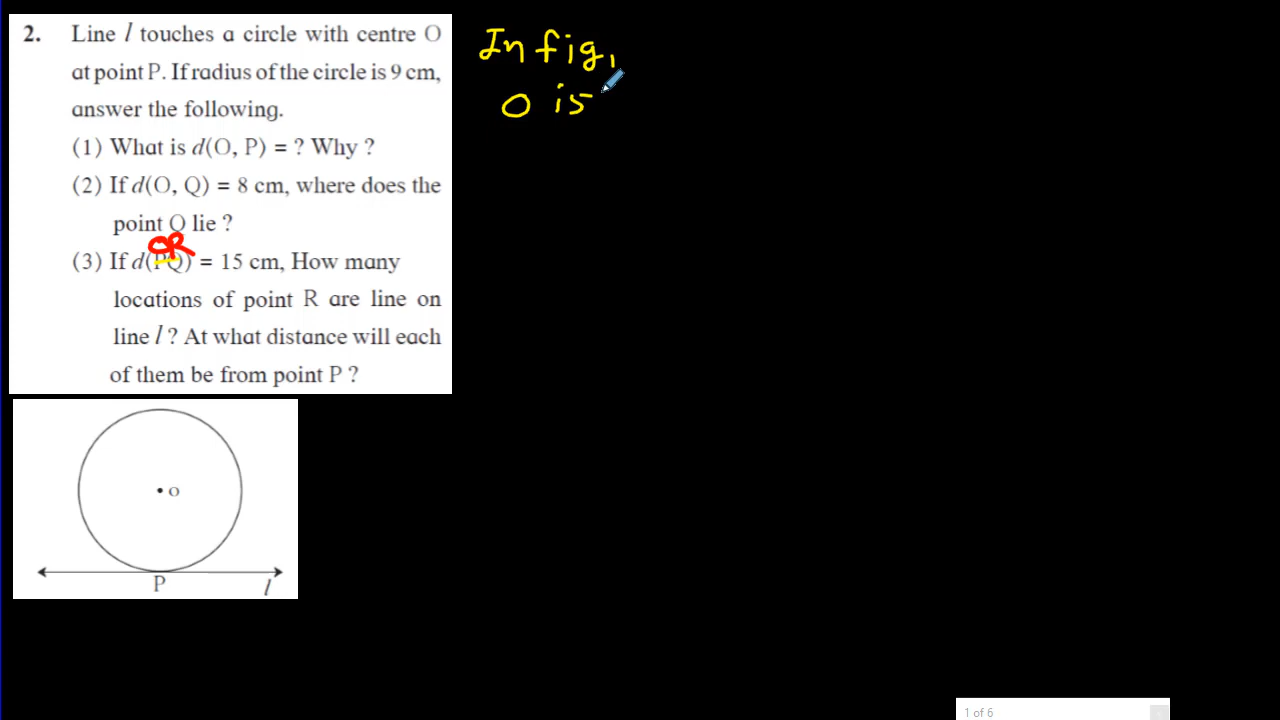 2. Line l touches a circle with centre O
at point P. If radius of the circle is 9 cm,
answer the following.
(1) What is d(O, P) = ? Why ?
(2) If d(O, Q) = 8 cm, where does the
point Q lie ?
OR
(3) If d(PQ) = 15 cm, How many
locations of point R are line on
line l ? At what distance will each
of them be from point P ?
In fig,
O is
O
P
l
1 of 6